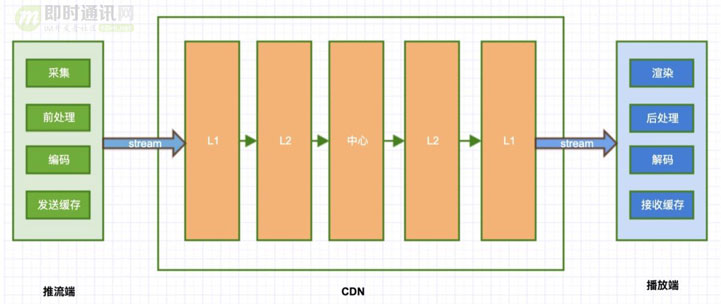 即时通讯网
采集
前处理
编码
发送缓存
推流端
stream
L1
L2
中心
L2
L1
CDN
stream
渲染
后处理
解码
接收缓存
播放端